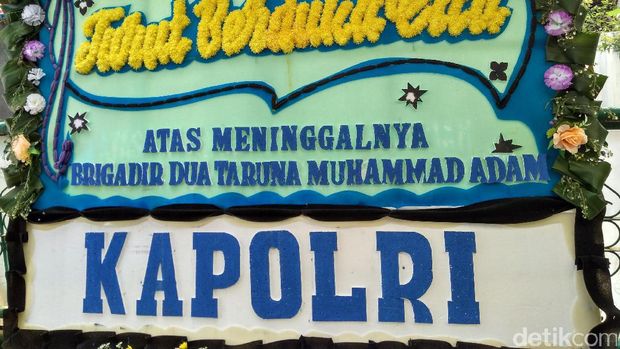 Turut Berduka Cita
ATAS MENINGGALNYA
BRIGADIR DUA TARUNA MUHAMMAD ADAM
KAPOLRI
detikcom